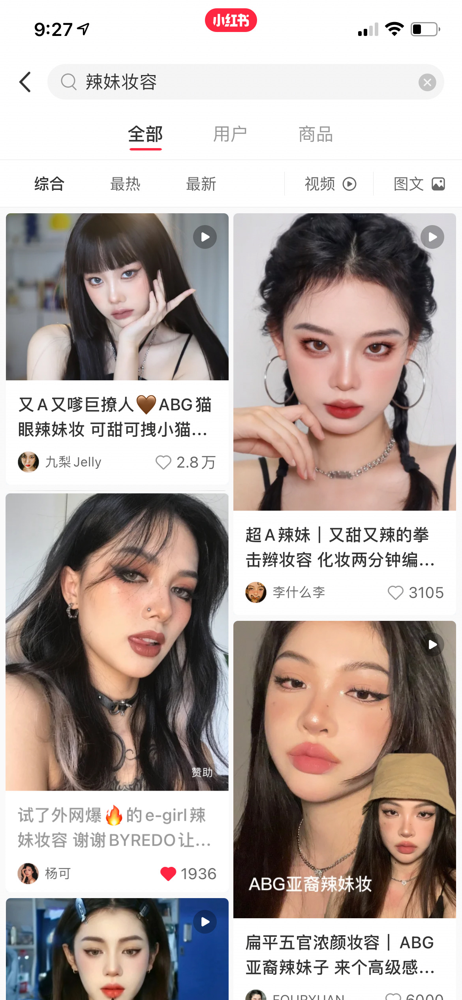 9:27
小红书
辣妹妆容
全部 用户 商品
综合 最热 最新 视频 图文
又A又嗲巨撩人🤎ABG猫
眼辣妹妆 可甜可拽小猫...
九梨Jelly 2.8万
赞助
试了外网爆🔥的e-girl辣
妹妆容 谢谢BYREDO让...
杨可 1936
超A辣妹｜又甜又辣的拳
击辫妆容 化妆两分钟编...
李什么李 3105
ABG亚裔辣妹妆
扁平五官浓颜妆容｜ABG
亚裔辣妹子 来个高级感...
FOURYUAN 6000